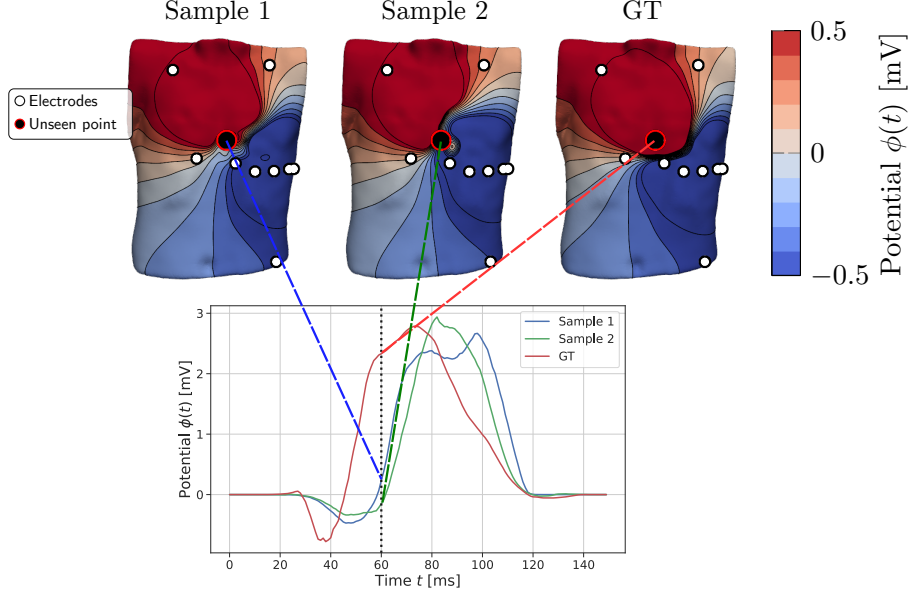 Sample 1
Sample 2
GT
Electrodes
Unseen point
0.5
0
−0.5
Potential ϕ(t) [mV]
3
2
1
0
Potential ϕ(t) [mV]
Sample 1
Sample 2
GT
0 20 40 60 80 100 120 140
Time t [ms]